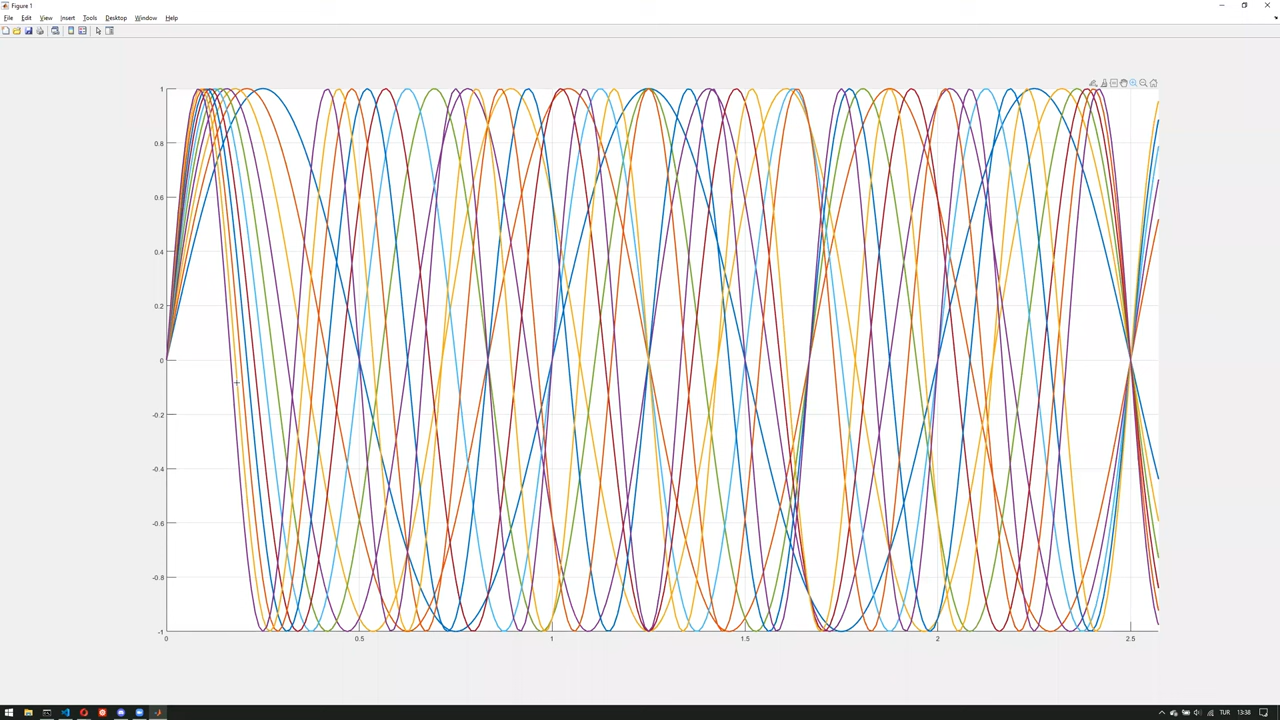 Figure 1
File Edit View Insert Tools Desktop Window Help
1
0.8
0.6
0.4
0.2
0
-0.2
-0.4
-0.6
-0.8
-1
0 0.5 1 1.5 2 2.5
TUR 13:38